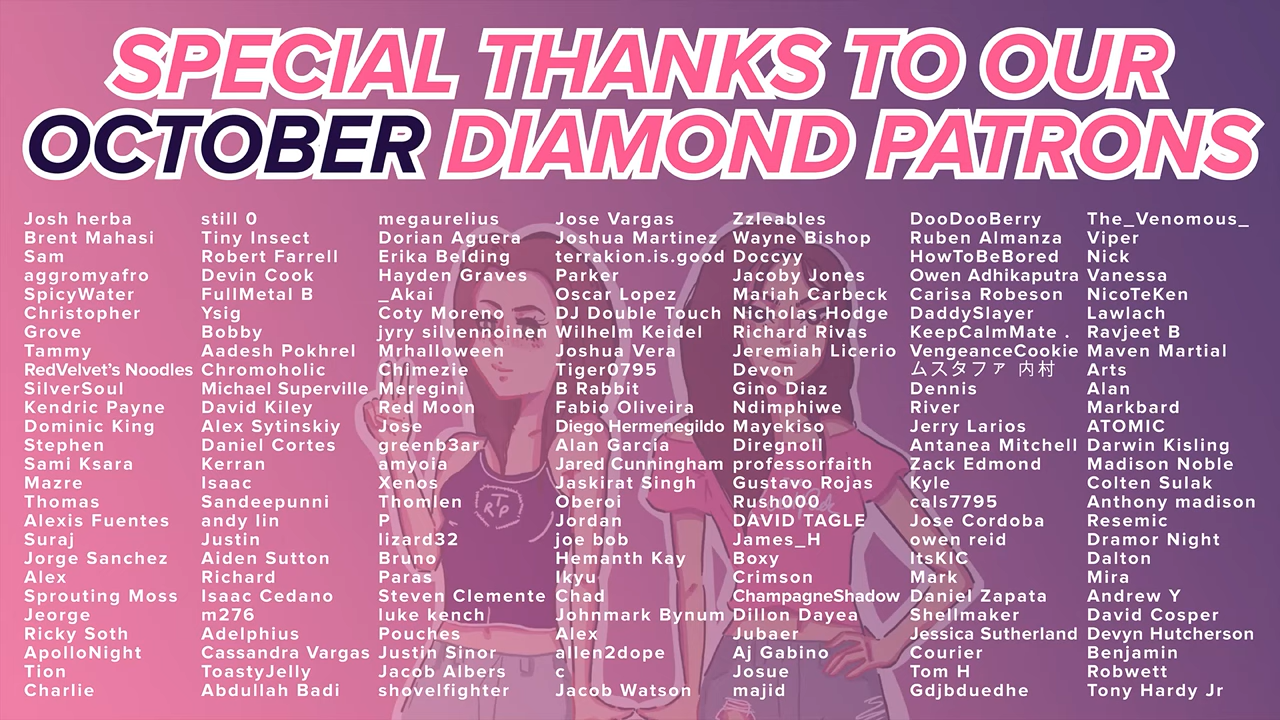 SPECIAL THANKS TO OUR
OCTOBER DIAMOND PATRONS
Josh herba
Brent Mahasi
Sam
aggromyafro
SpicyWater
Christopher
Grove
Tammy
RedVelvet's Noodles
SilverSoul
Kendric Payne
Dominic King
Stephen
Sami Ksara
Mazre
Thomas
Alexis Fuentes
Suraj
Jorge Sanchez
Alex
Sprouting Moss
Jeorge
Ricky Soth
ApolloNight
Tion
Charlie
still 0
Tiny Insect
Robert Farrell
Devin Cook
FullMetal B
Ysig
Bobby
Aadesh Pokhrel
Chromoholic
Michael Superville
David Kiley
Alex Sytinskiy
Daniel Cortes
Kerran
Isaac
Sandeepunni
andy lin
Justin
Aiden Sutton
Richard
Isaac Cedano
m276
Adelphius
Cassandra Vargas
ToastyJelly
Abdullah Badi
megaurelius
Dorian Aguera
Erika Belding
Hayden Graves
_Akai
Coty Moreno
jyry silvennoinen
Mrhalloween
Chimezie
Meregini
Red Moon
Jose
greenb3ar
amyoia
Xenos
Thomlen
P
lizard32
Bruno
Paras
Steven Clemente
luke kench
Pouches
Justin Sinor
Jacob Albers
shovelfighter
Jose Vargas
Joshua Martinez
terrakion.is.good
Parker
Oscar Lopez
DJ Double Touch
Wilhelm Keidel
Joshua Vera
Tiger0795
B Rabbit
Fabio Oliveira
Diego Hermenegildo
Alan García
Jared Cunningham
Jaskirat Singh
Oberoi
Jordan
joe bob
Hemanth Kay
Ikyu
Chad
Johnmark Bynum
Alex
allen2dope
c
Jacob Watson
Zzleables
Wayne Bishop
Doccyy
Jacoby Jones
Mariah Carbeck
Nicholas Hodge
Richard Rivas
Jeremiah Licerio
Devon
Gino Diaz
Ndimphiwe
Mayekiso
Diregnoll
professorfaith
Gustavo Rojas
Rush000
DAVID TAGLE
James_H
Boxy
Crimson
ChampagneShadow
Dillon Dayea
Jubaer
Aj Gabino
Josue
majid
DooDooBerry
Ruben Almanza
HowToBeBored
Owen Adhikaputra
Carisa Robeson
DaddySlayer
KeepCalmMate .
VengeanceCookie
ムスタファ 内村
Dennis
River
Jerry Larios
Antanea Mitchell
Zack Edmond
Kyle
cals7795
Jose Cordoba
owen reid
ItsKIC
Mark
Daniel Zapata
Shellmaker
Jessica Sutherland
Courier
Tom H
Gdjbduedhe
The_Venomous_
Viper
Nick
Vanessa
NicoTeKen
Lawlach
Ravjeet B
Maven Martial
Arts
Alan
Markbard
ATOMIC
Darwin Kisling
Madison Noble
Colten Sulak
Anthony madison
Resemic
Dramor Night
Dalton
Mira
Andrew Y
David Cosper
Devyn Hutcherson
Benjamin
Robwett
Tony Hardy Jr